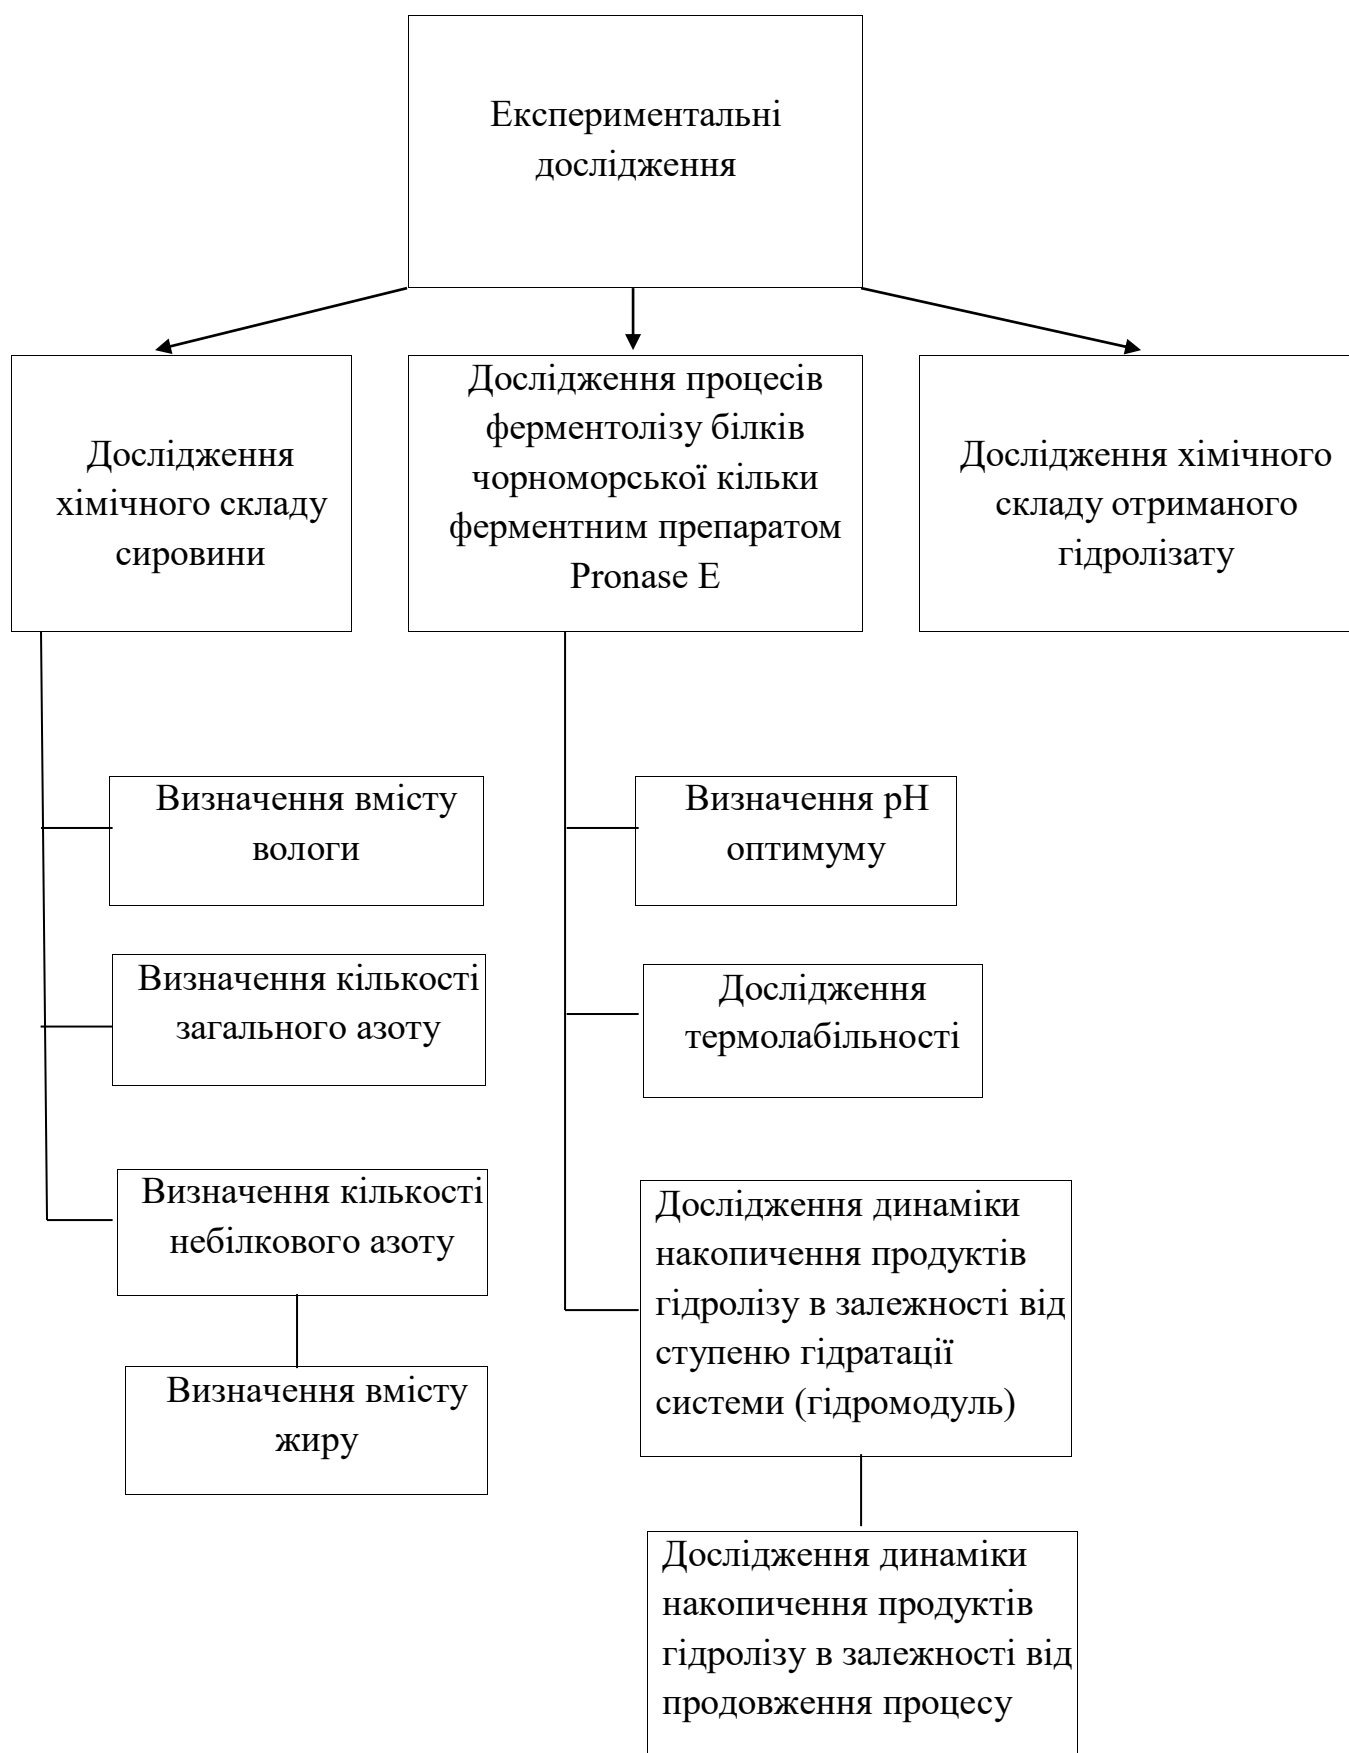 Експериментальні
дослідження
Дослідження
хімічного складу
сировини
Дослідження процесів
ферментолізу білків
чорноморської кільки
ферментним препаратом
Pronase E
Дослідження хімічного
складу отриманого
гідролізату
Визначення вмісту
вологи
Визначення кількості
загального азоту
Визначення кількості
небілкового азоту
Визначення вмісту
жиру
Визначення рН
оптимуму
Дослідження
термолабільності
Дослідження динаміки
накопичення продуктів
гідролізу в залежності від
ступеню гідратації
системи (гідромодуль)
Дослідження динаміки
накопичення продуктів
гідролізу в залежності від
продовження процесу